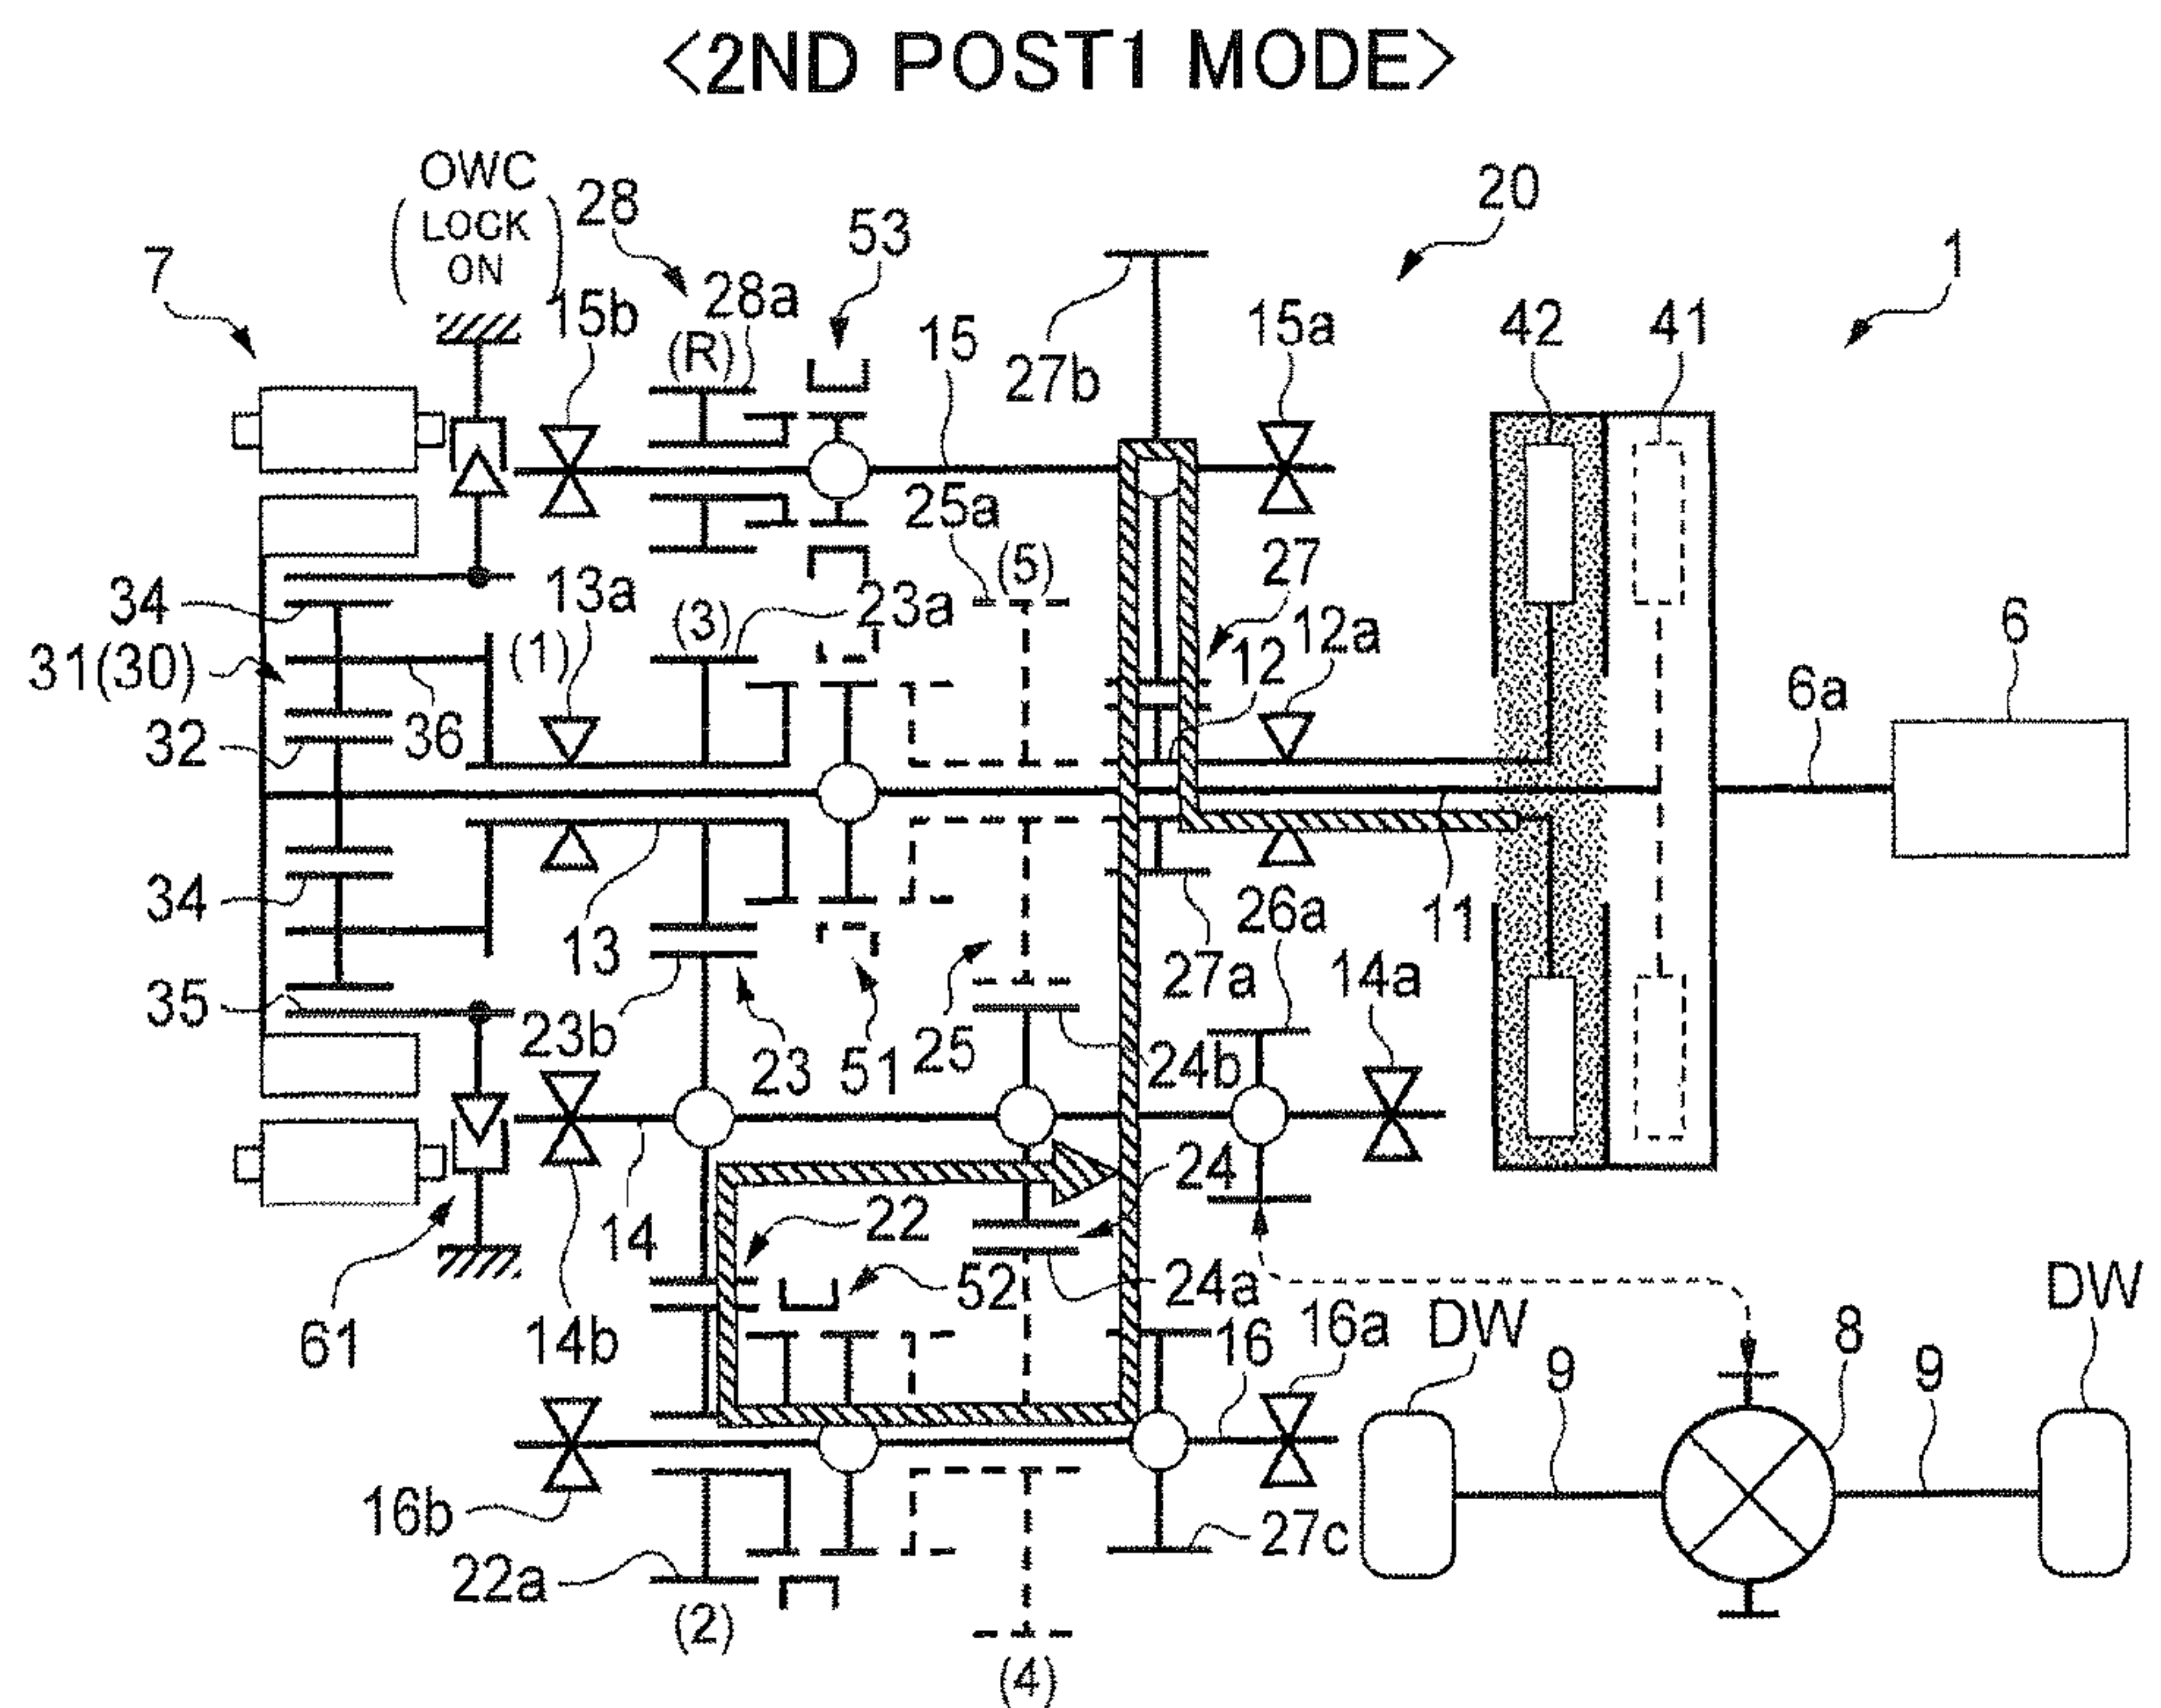 <2ND POST1 MODE>
OWC
(LOCK
ON)
28
20
53
1
7
28a
15b
(R)
15
15a
42
41
27b
25a
(5)
27
34
13a
(3)
23a
12a
6
31(30)
(1)
12
6a
32
36
34
13
26a
11
27a
14a
35
23b
23
51
25
24b
24
14
22
52
24a
DW
61
14b
16
16a
DW
9
8
9
16b
27c
22a
(2)
(4)